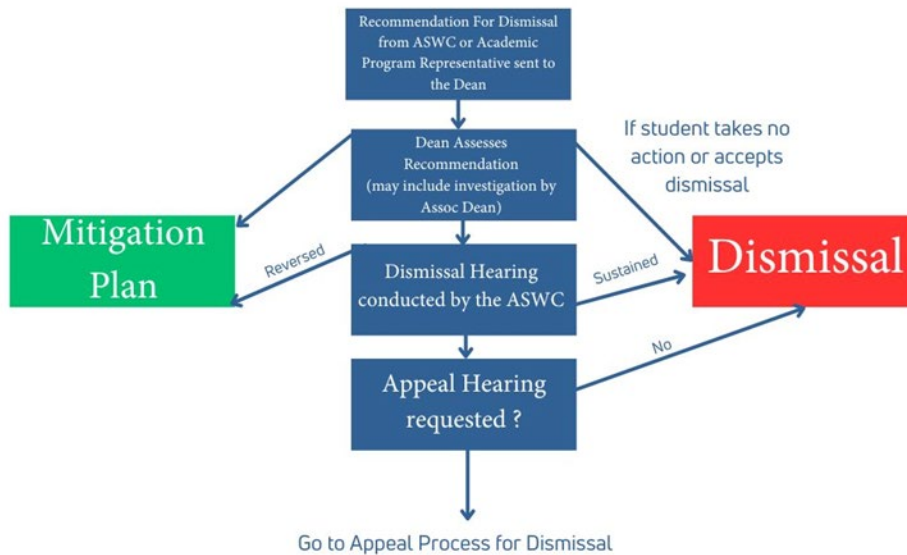 Recommendation For Dismissal
from ASWC or Academic
Program Representative sent to
the Dean
If student takes no
action or accepts
dismissal
Dean Assesses
Recommendation
(may include investigation by
Assoc Dean)
Mitigation
Plan
Reversed
Dismissal Hearing
conducted by the ASWC
Sustained
Dismissal
No
Appeal Hearing
requested ?
Go to Appeal Process for Dismissal